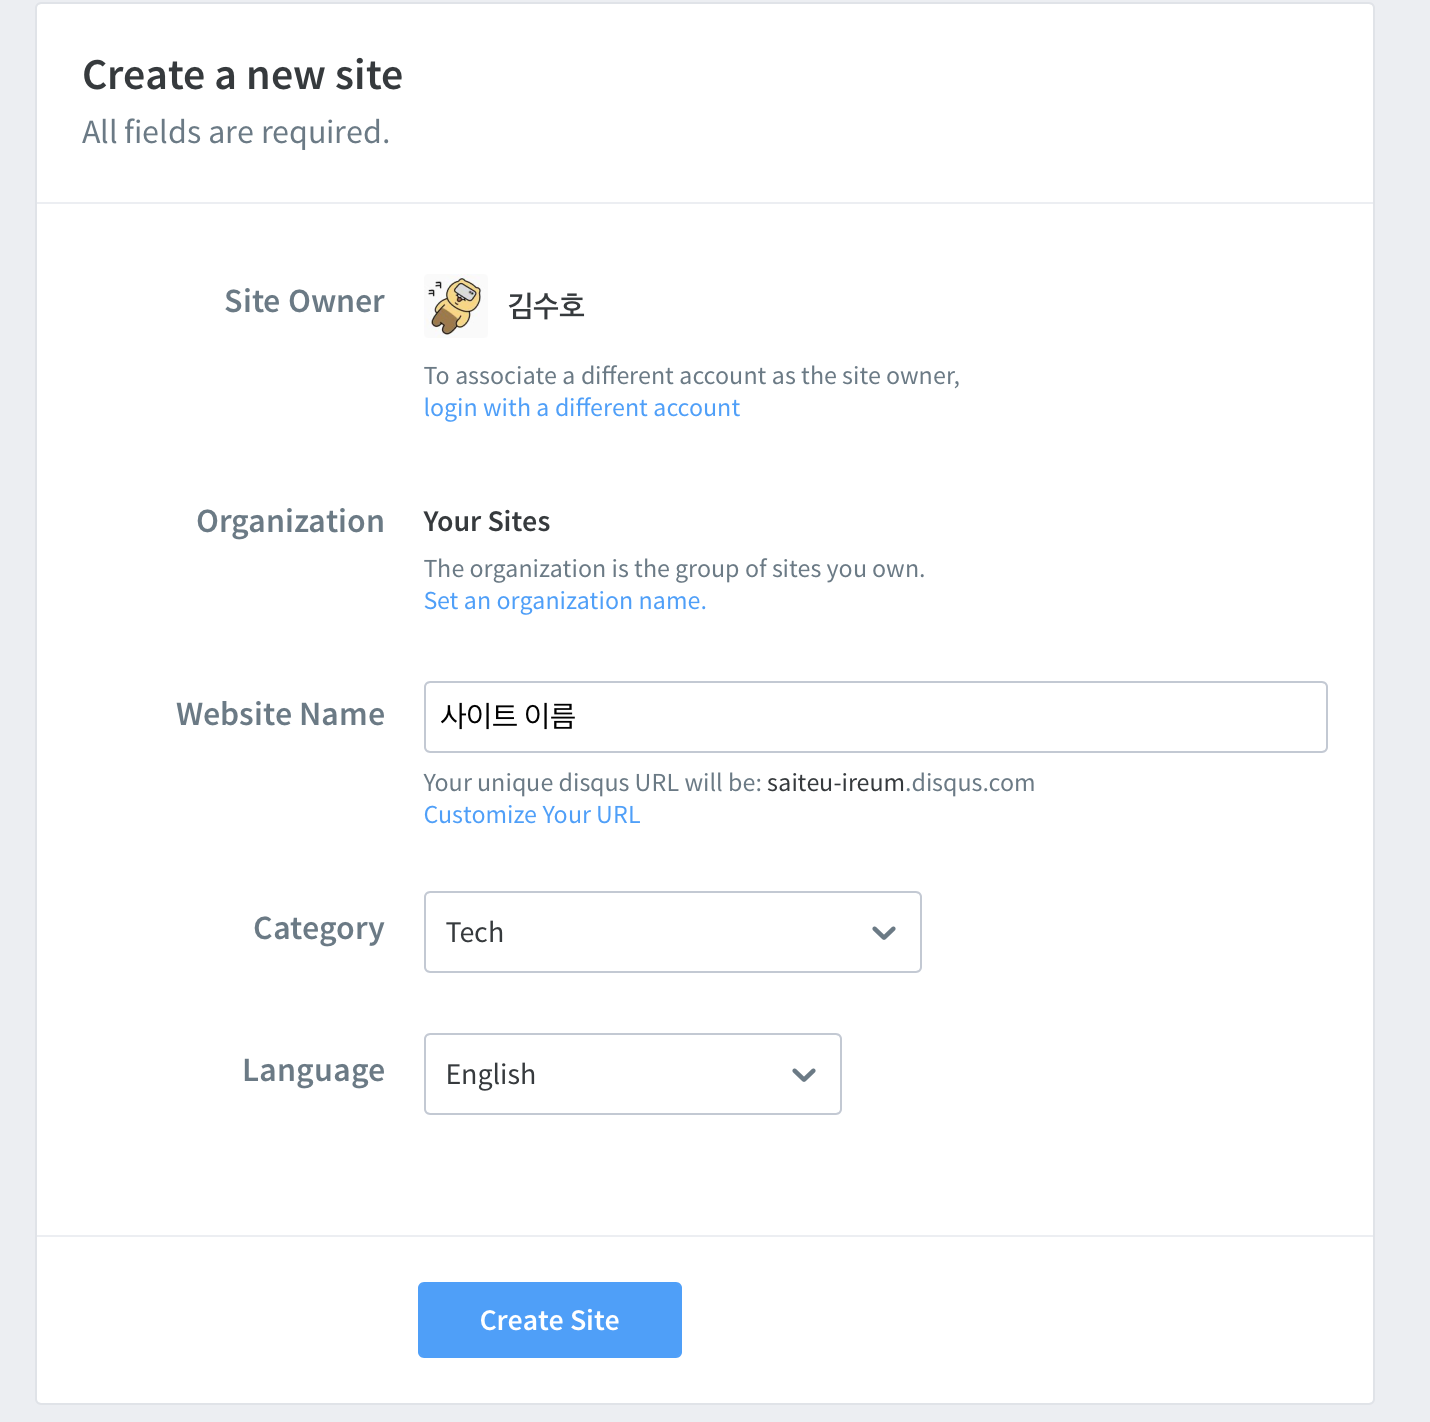 Create a new site
All fields are required.
Site Owner
ㅋㅋ
김수호
To associate a different account as the site owner,
login with a different account
Organization
Your Sites
The organization is the group of sites you own.
Set an organization name.
Website Name
사이트 이름
Your unique disqus URL will be: saiteu-ireum.disqus.com
Customize Your URL
Category
Tech
Language
English
Create Site